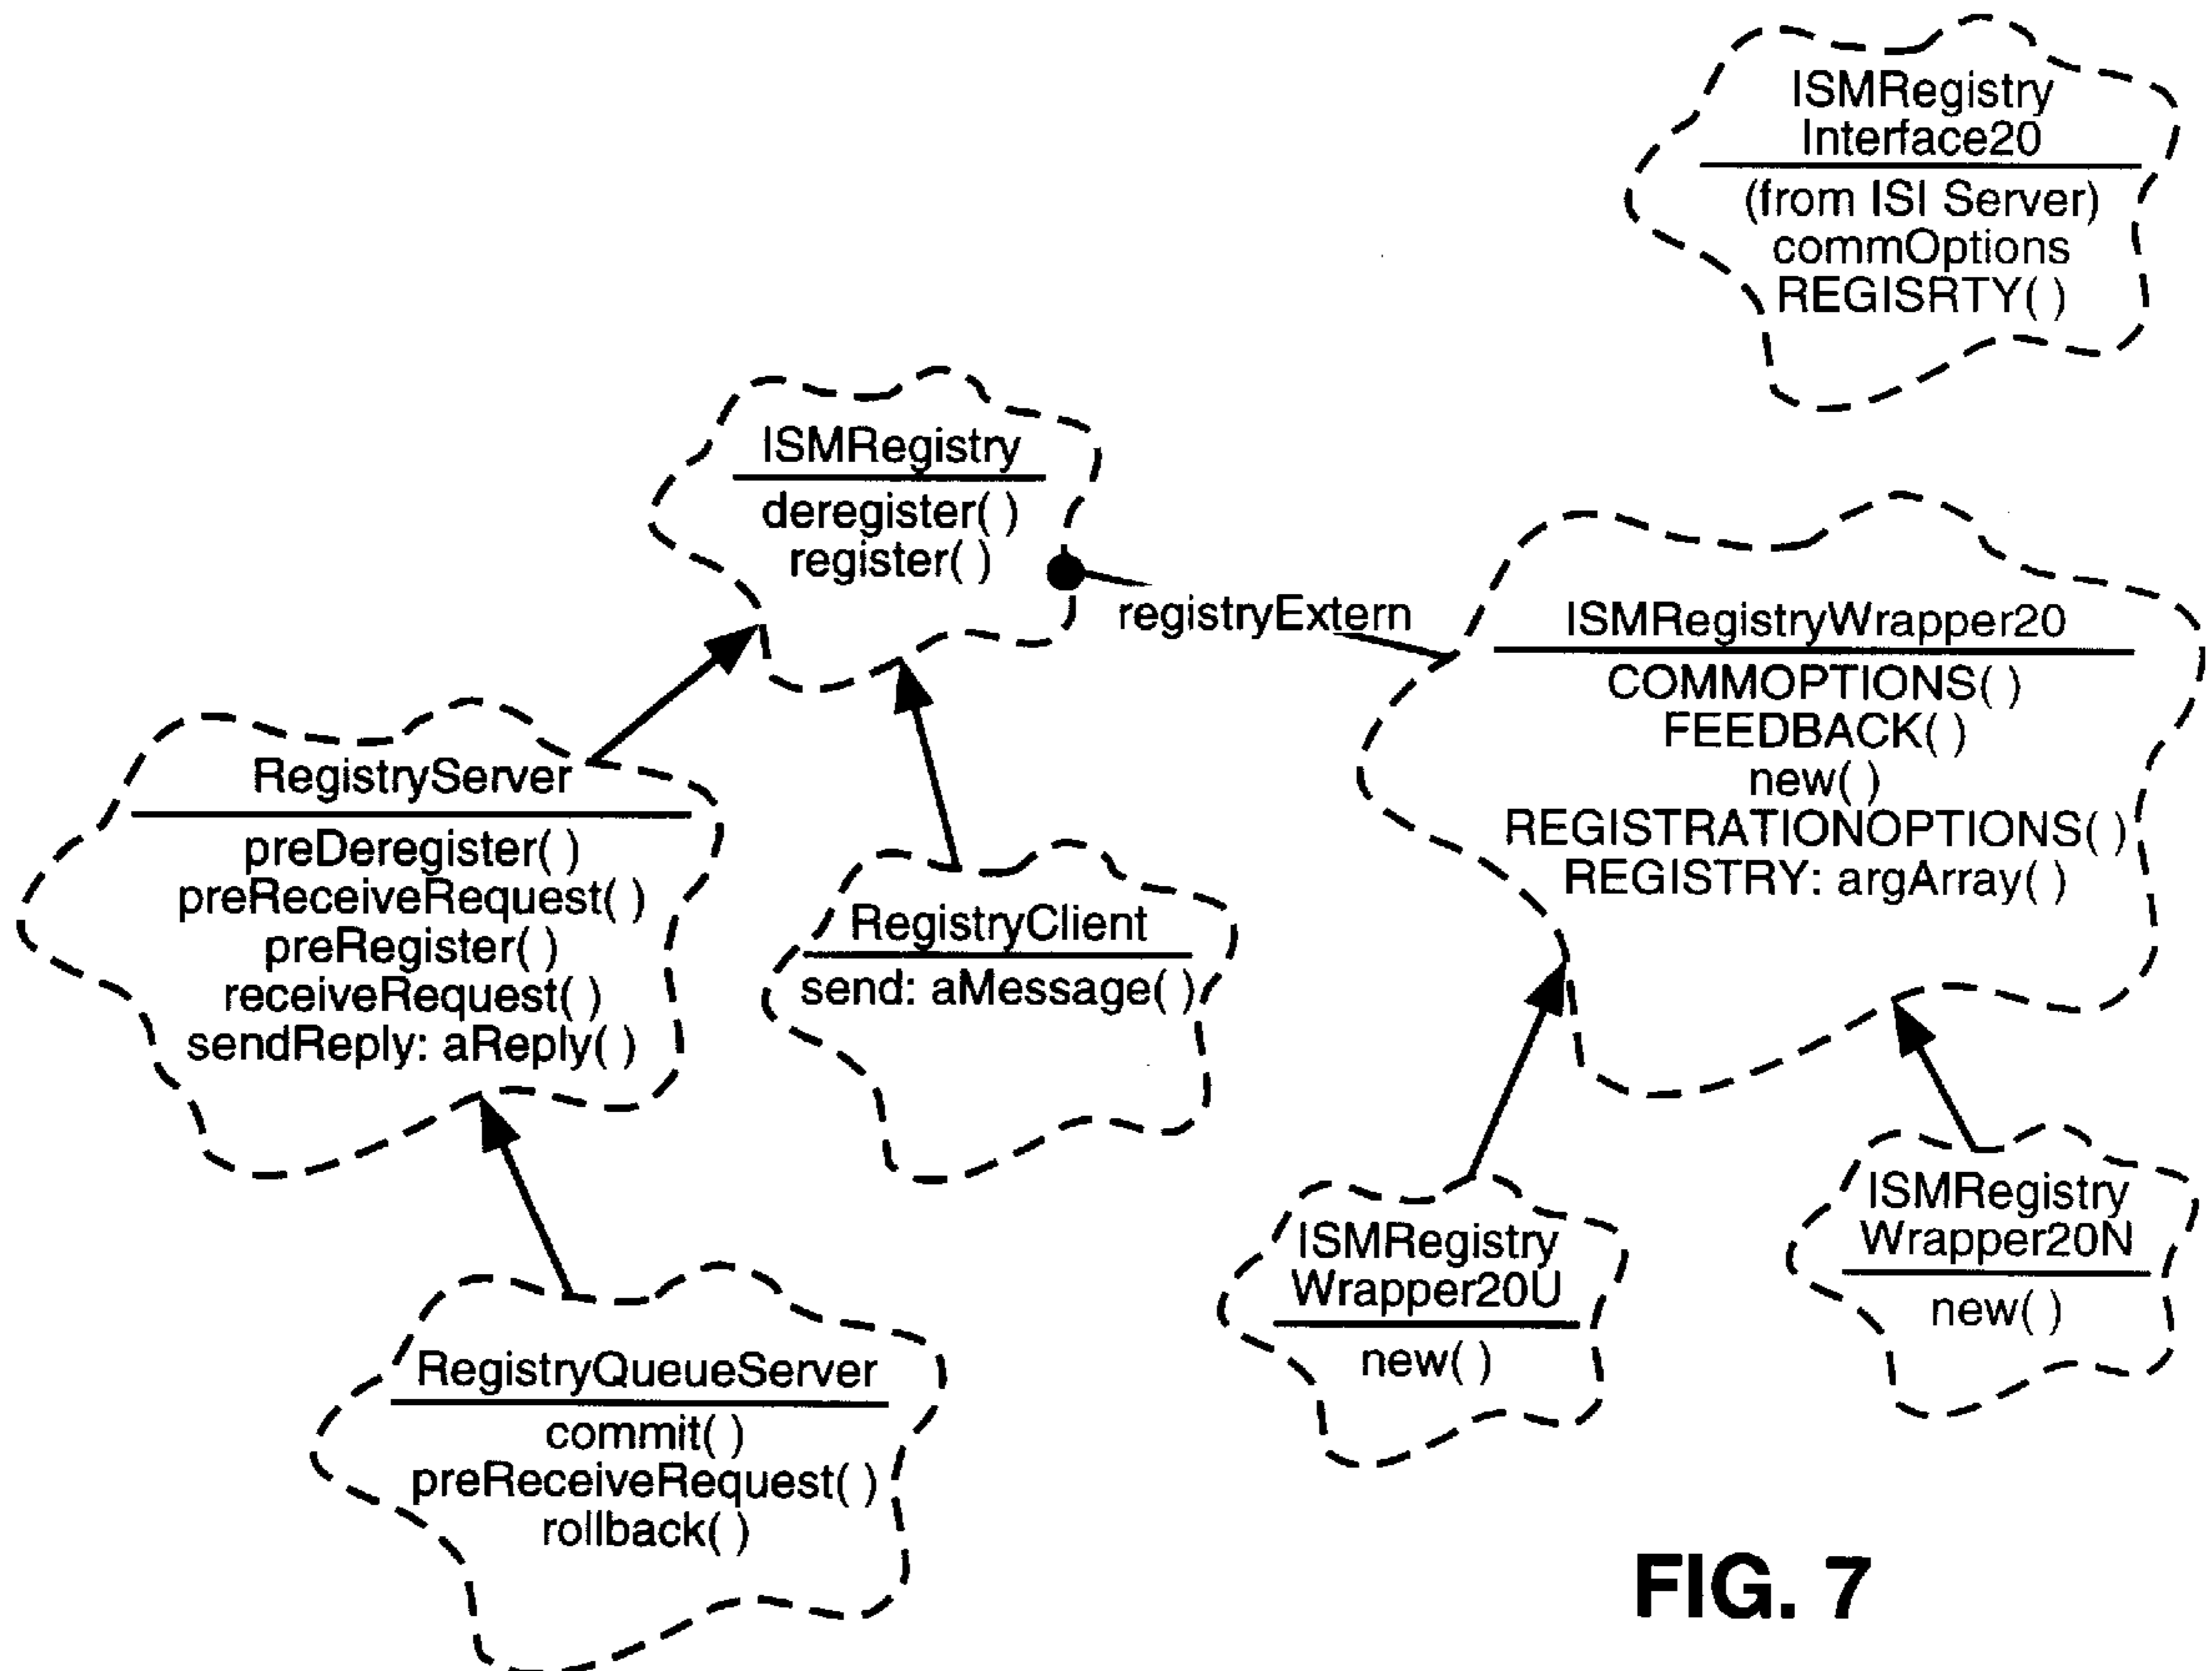 ISMRegistry
Interface20
(from ISI Server)
commOptions
REGISRTY( )
ISMRegistry
deregister( )
register( )
registryExtern
ISMRegistryWrapper20
COMMOPTIONS( )
FEEDBACK( )
new( )
REGISTRATIONOPTIONS( )
REGISTRY: argArray( )
RegistryServer
preDeregister( )
preReceiveRequest( )
preRegister( )
receiveRequest( )
sendReply: aReply( )
RegistryClient
send: aMessage( )
ISMRegistry
Wrapper20U
new( )
ISMRegistry
Wrapper20N
new( )
RegistryQueueServer
commit( )
preReceiveRequest( )
rollback( )
FIG. 7